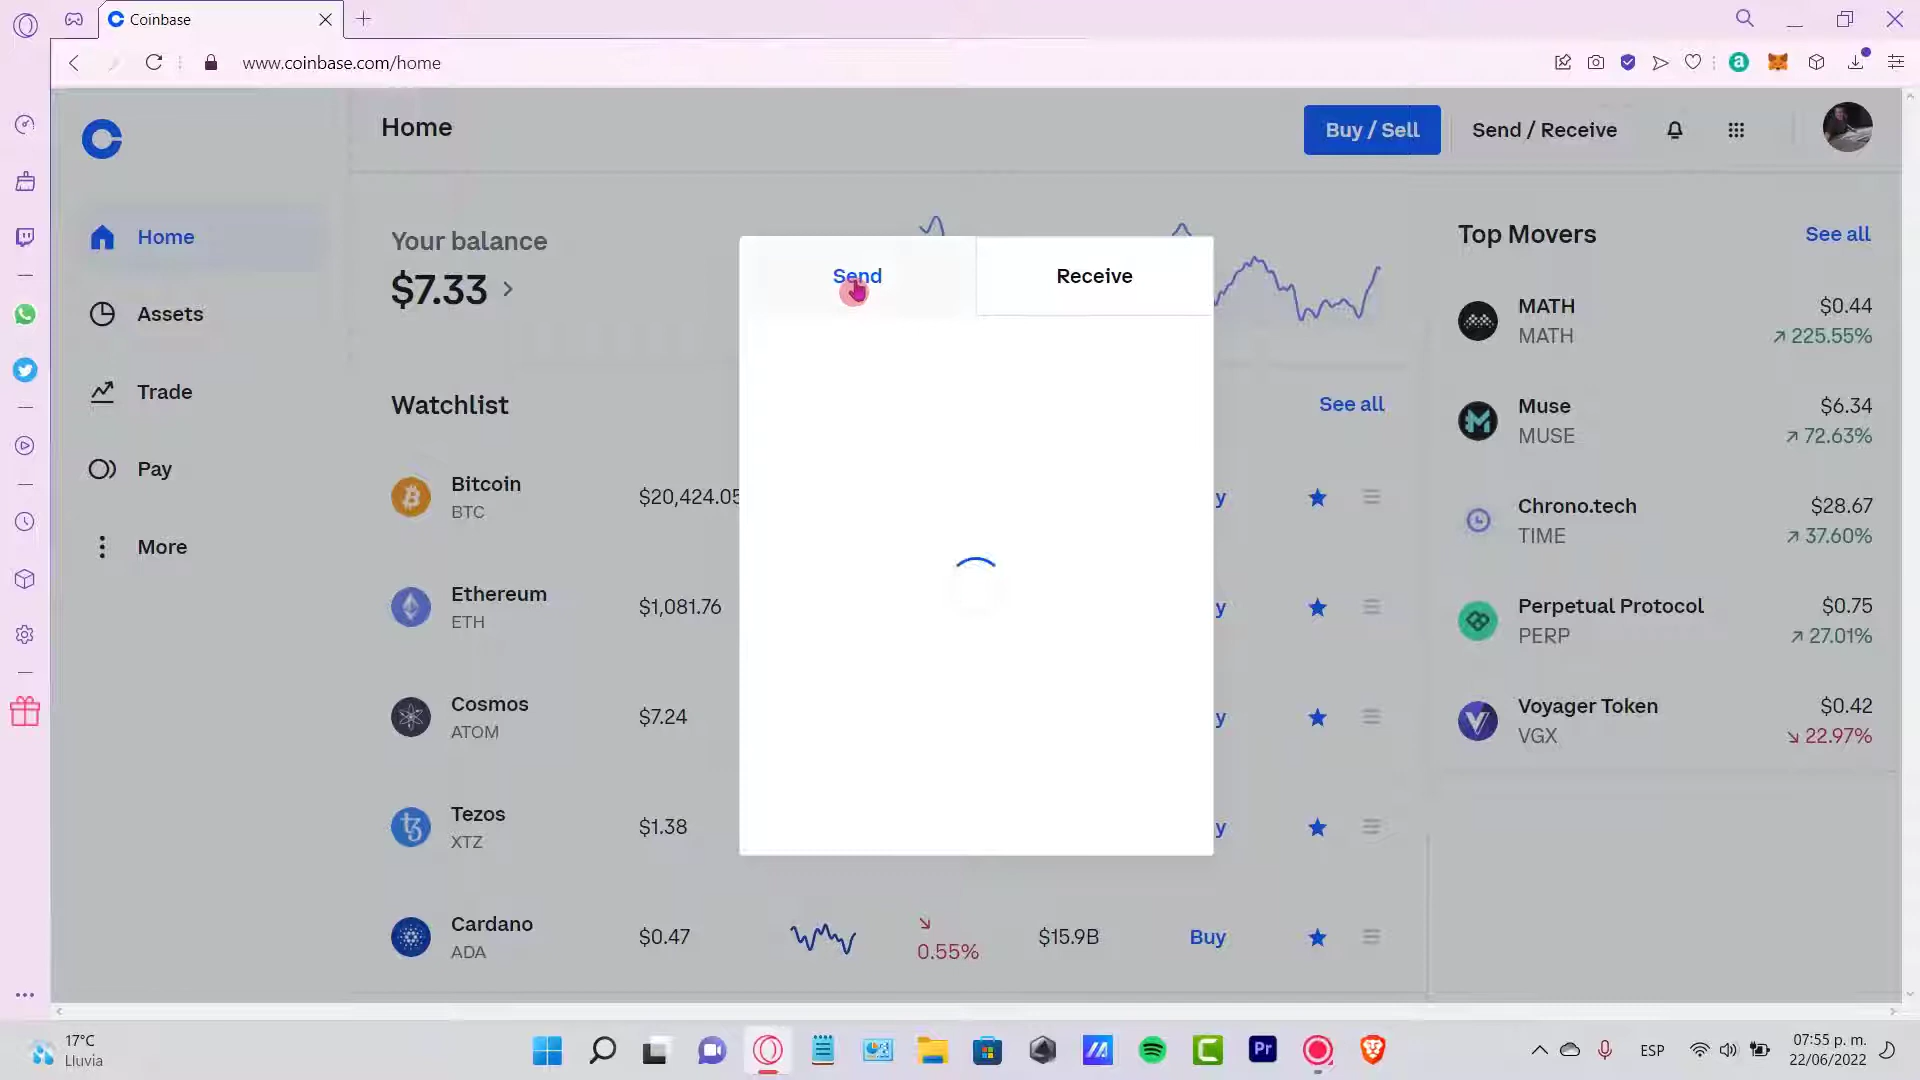 Coinbase
www.coinbase.com/home
Home
Buy / Sell
Send / Receive
Home
Assets
Trade
Pay
More
Your balance
$7.33
Send
Receive
Watchlist
See all
Bitcoin
BTC
$20,424.05
y
Ethereum
ETH
$1,081.76
y
Cosmos
ATOM
$7.24
y
Tezos
XTZ
$1.38
y
Cardano
ADA
$0.47
0.55%
$15.9B
Buy
Top Movers
See all
MATH
$0.44
MATH
225.55%
Muse
$6.34
MUSE
72.63%
Chrono.tech
$28.67
TIME
37.60%
Perpetual Protocol
$0.75
PERP
27.01%
Voyager Token
$0.42
VGX
22.97%
17°C
Lluvia
Pr
ESP
07:55 p. m.
22/06/2022